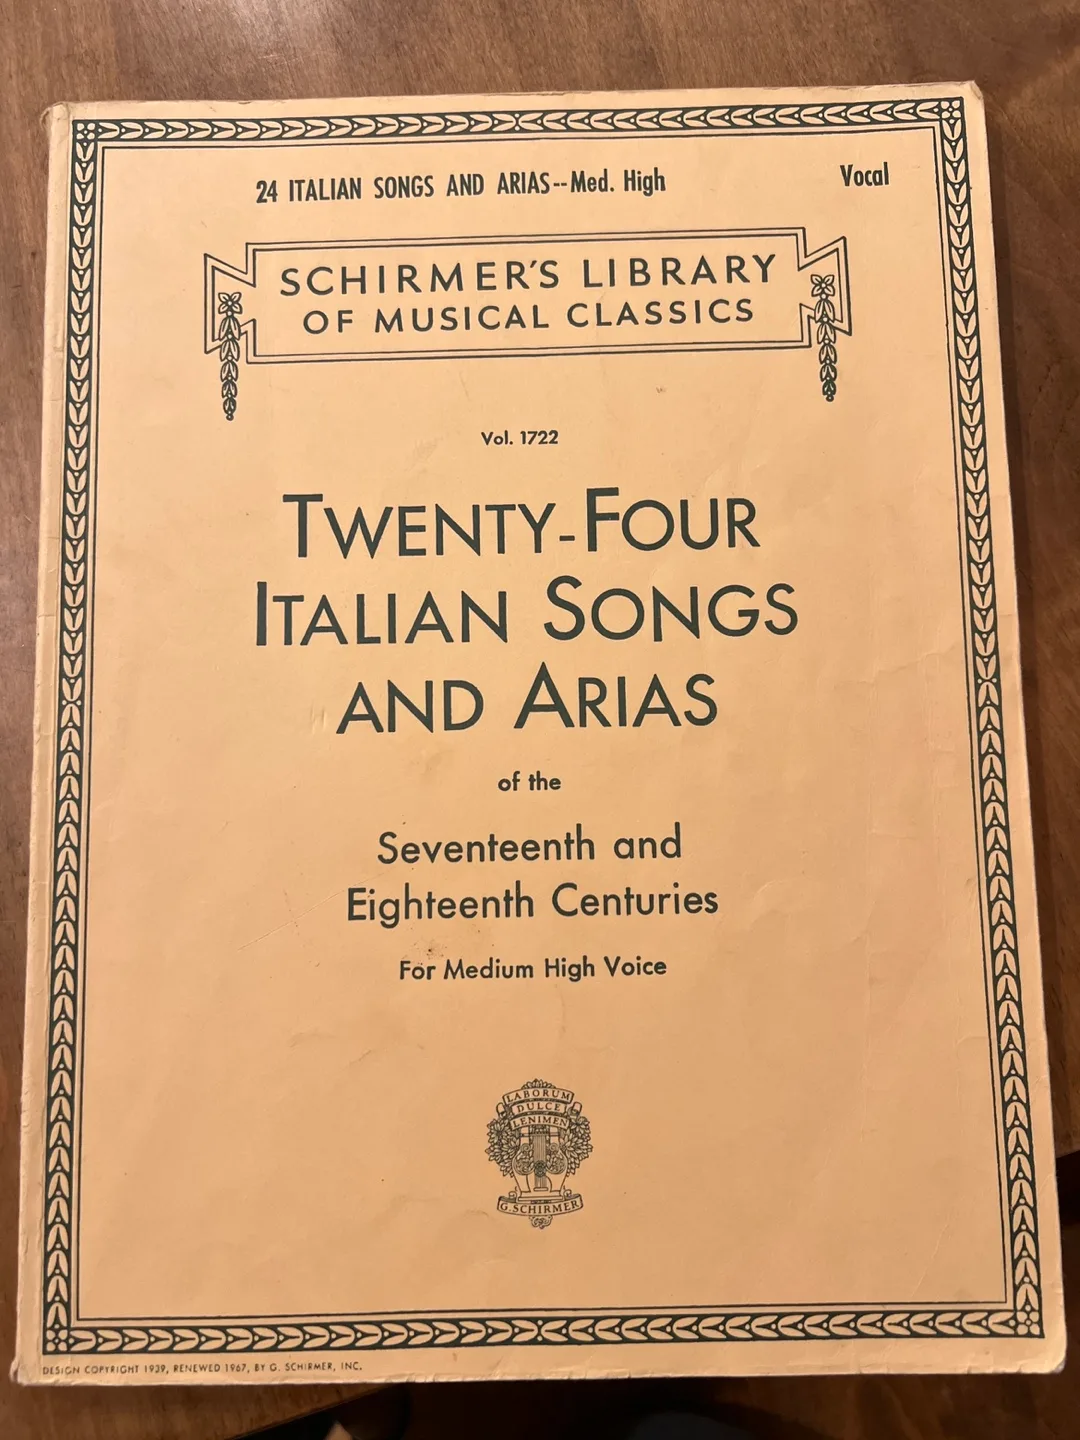 24 ITALIAN SONGS AND ARIAS--Med. High
Vocal
SCHIRMER'S LIBRARY
OF MUSICAL CLASSICS
Vol. 1722
TWENTY-FOUR
ITALIAN SONGS
AND ARIAS
of the
Seventeenth and
Eighteenth Centuries
For Medium High Voice
LABORUM
DULCE
LENIMEN
G. SCHIRMER
DESIGN COPYRIGHT 1939, RENEWED 1967, BY G. SCHIRMER, INC.